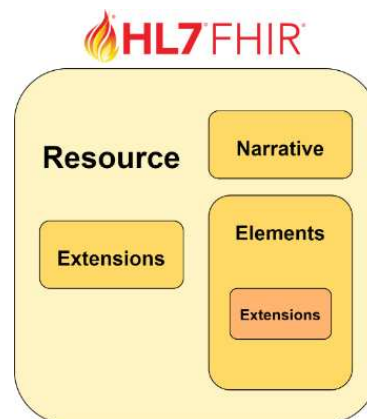 HL7 FHIR®
Resource
Narrative
Extensions
Elements
Extensions